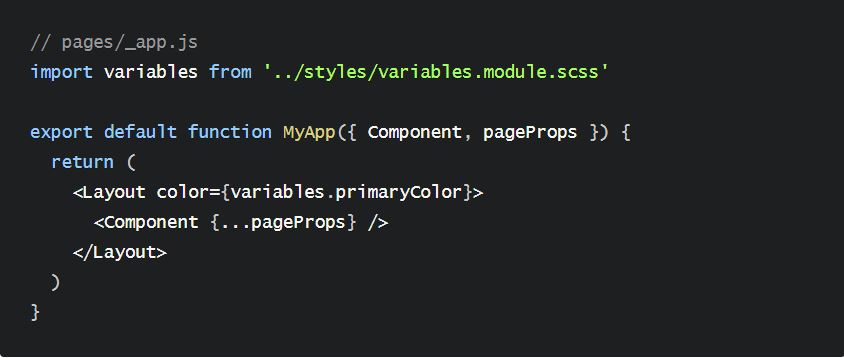 // pages/_app.js
import variables from '../styles/variables.module.scss'

export default function MyApp({ Component, pageProps }) {
  return (
    <Layout color={variables.primaryColor}>
      <Component {...pageProps} />
    </Layout>
  )
}